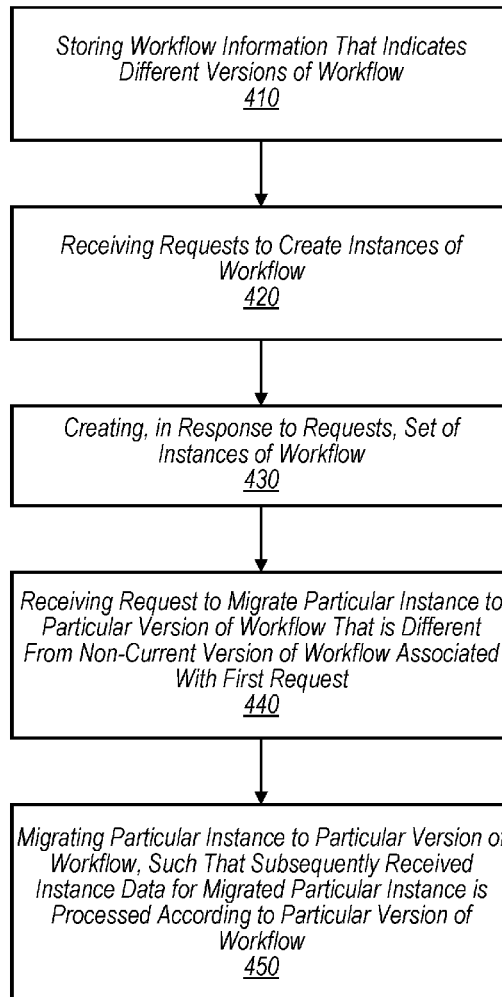 Storing Workflow Information That Indicates
Different Versions of Workflow
410
Receiving Requests to Create Instances of
Workflow
420
Creating, in Response to Requests, Set of
Instances of Workflow
430
Receiving Request to Migrate Particular Instance to
Particular Version of Workflow That is Different
From Non-Current Version of Workflow Associated
With First Request
440
Migrating Particular Instance to Particular Version of
Workflow, Such That Subsequently Received
Instance Data for Migrated Particular Instance is
Processed According to Particular Version of
Workflow
450